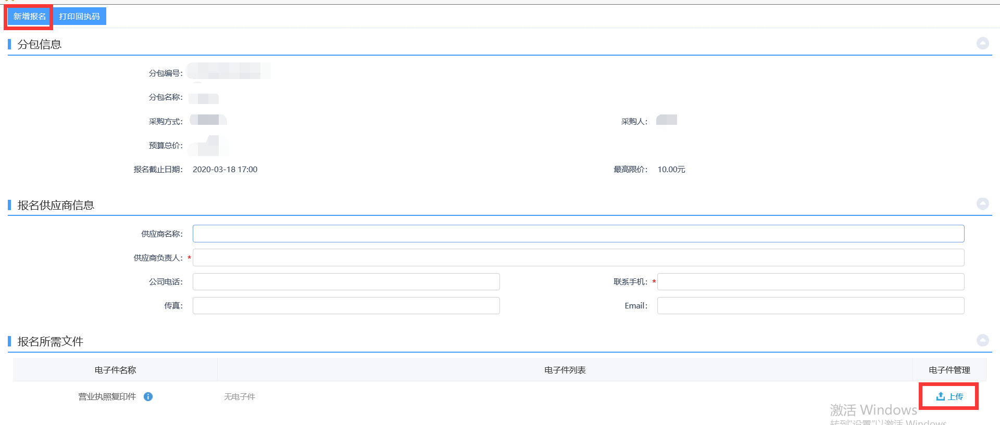 新增报名 打印回执码
分包信息
分包编号：
分包名称：
采购方式： 采购人：
预算总价：
报名截止日期： 2020-03-18 17:00 最高限价： 10.00元
报名供应商信息
供应商名称：
供应商负责人：*
公司电话： 联系手机：*
传真： Email：
报名所需文件
电子件名称 电子件列表 电子件管理
营业执照复印件 无电子件 上传
激活 Windows
转到“设置”以激活 Windows